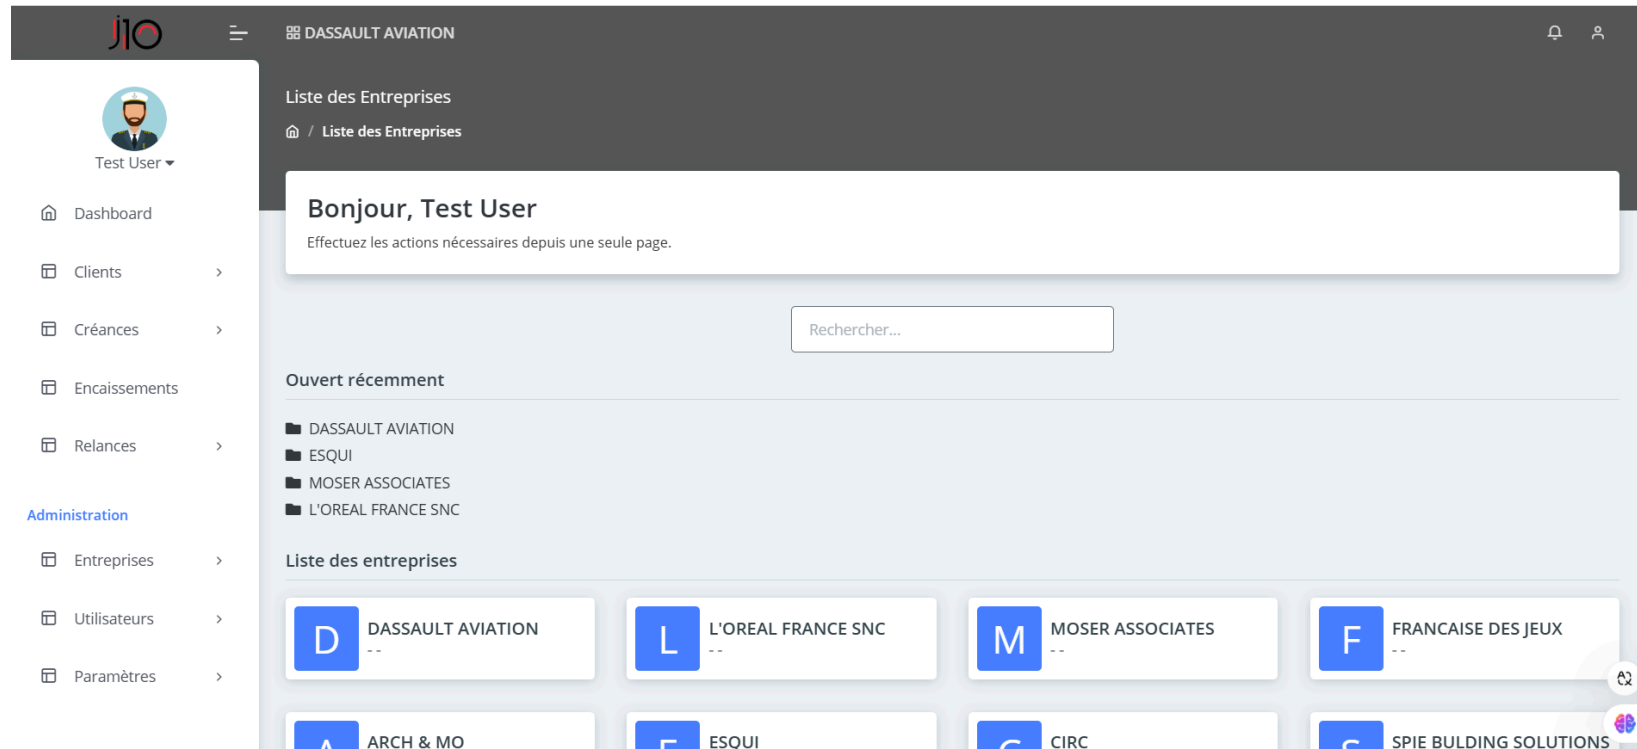 j10
DASSAULT AVIATION
Liste des Entreprises
/ Liste des Entreprises
Test User
Dashboard
Clients
Créances
Encaissements
Relances
Administration
Entreprises
Utilisateurs
Paramètres
Bonjour, Test User
Effectuez les actions nécessaires depuis une seule page.
Rechercher...
Ouvert récemment
DASSAULT AVIATION
ESQUI
MOSER ASSOCIATES
L'OREAL FRANCE SNC
Liste des entreprises
D DASSAULT AVIATION
- -
L L'OREAL FRANCE SNC
- -
M MOSER ASSOCIATES
- -
F FRANCAISE DES JEUX
- -
A ARCH & MO
E ESQUI
C CIRC
S SPIE BULDING SOLUTIONS